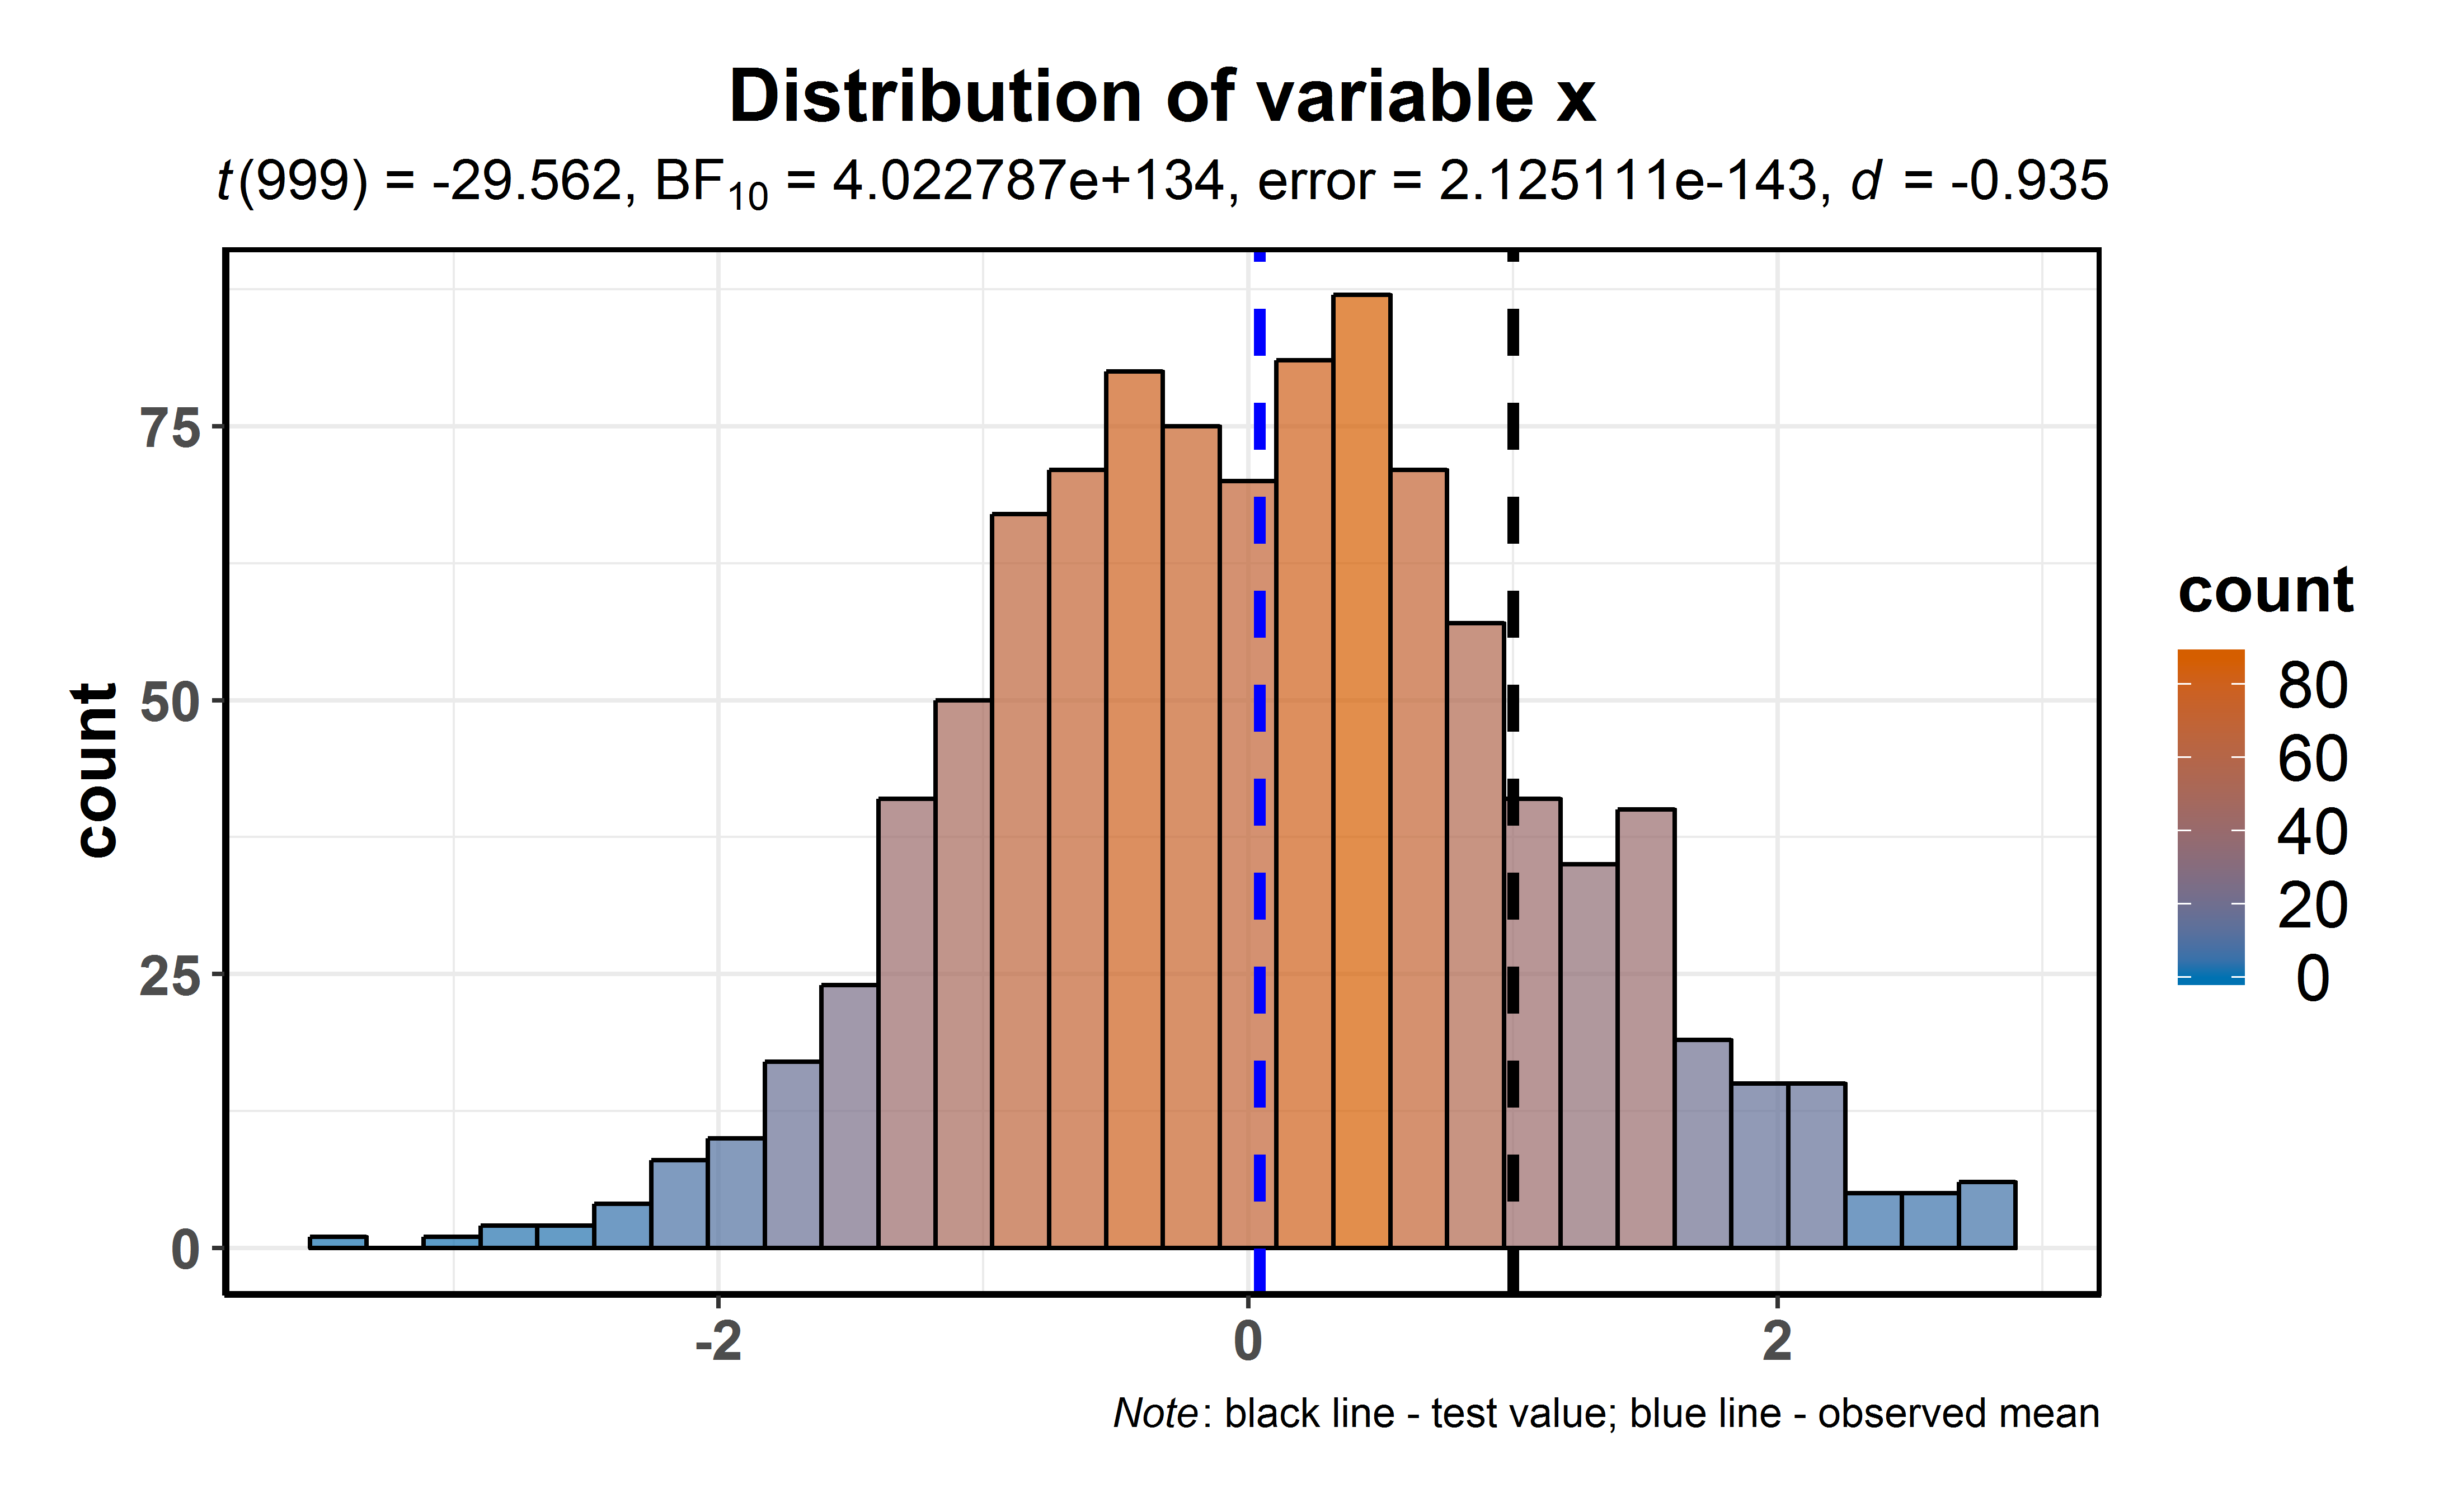 Distribution of variable x
t(999) = -29.562, BF10 = 4.022787e+134, error = 2.125111e-143, d = -0.935
count
75
50
25
0
-2
0
2
count
80
60
40
20
0
Note: black line - test value; blue line - observed mean